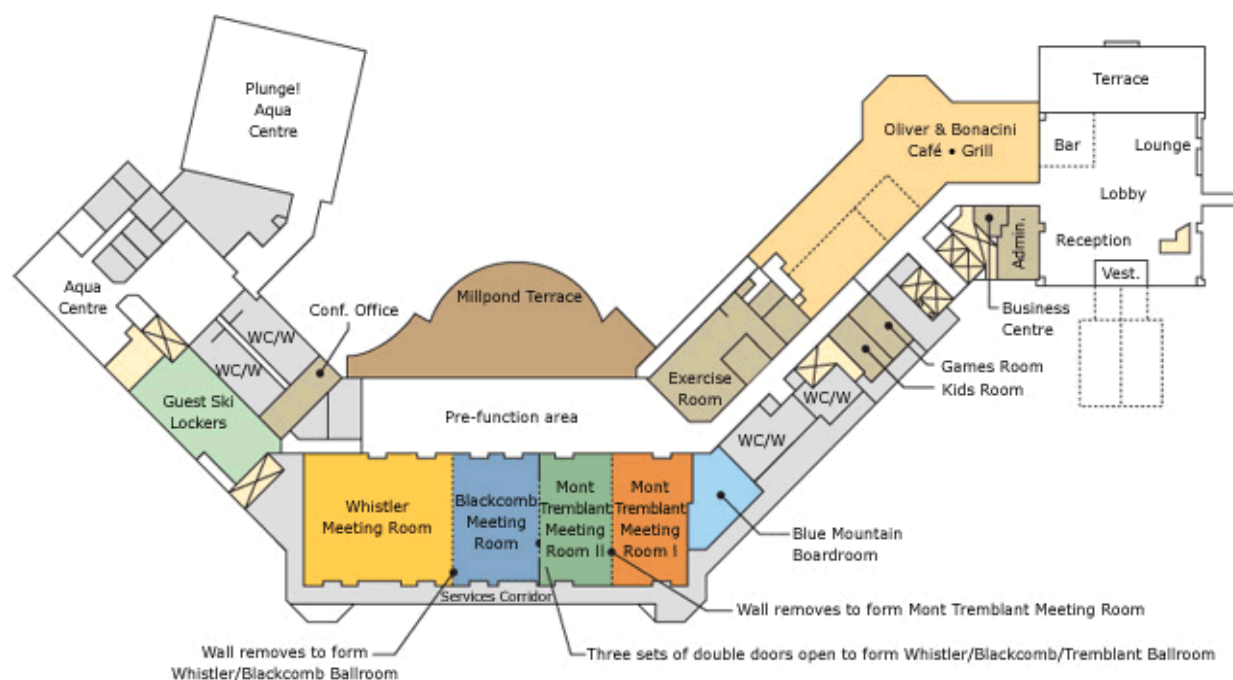 Plunge!
Aqua
Centre
Oliver & Bonacini
Café • Grill
Terrace
Bar
Lounge
Lobby
Reception
Admin.
Vest.
Business
Centre
Aqua
Centre
Conf. Office
Millpond Terrace
WC/W
WC/W
Guest Ski
Lockers
Exercise
Room
Games Room
Kids Room
WC/W
WC/W
Pre-function area
Whistler
Meeting Room
Blackcomb
Meeting
Room
Mont
Tremblant
Meeting
Room II
Mont
Tremblant
Meeting
Room I
Blue Mountain
Boardroom
Services Corridor
Wall removes to form Mont Tremblant Meeting Room
Wall removes to form
Whistler/Blackcomb Ballroom
Three sets of double doors open to form Whistler/Blackcomb/Tremblant Ballroom